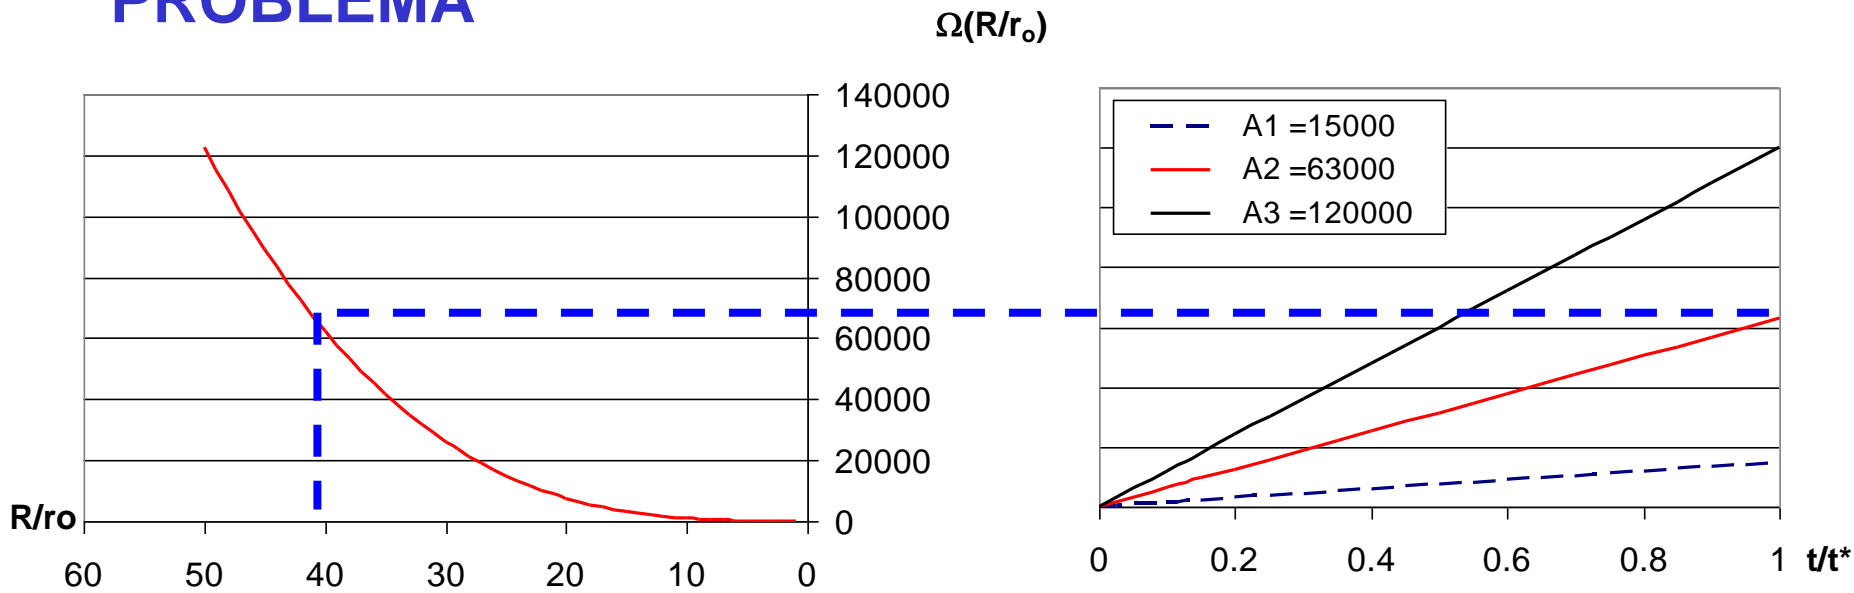 PROBLEMA
Ω(R/ro)
140000
120000
100000
80000
60000
40000
20000
0
R/ro
60 50 40 30 20 10 0
A1 =15000
A2 =63000
A3 =120000
0 0.2 0.4 0.6 0.8 1 t/t*